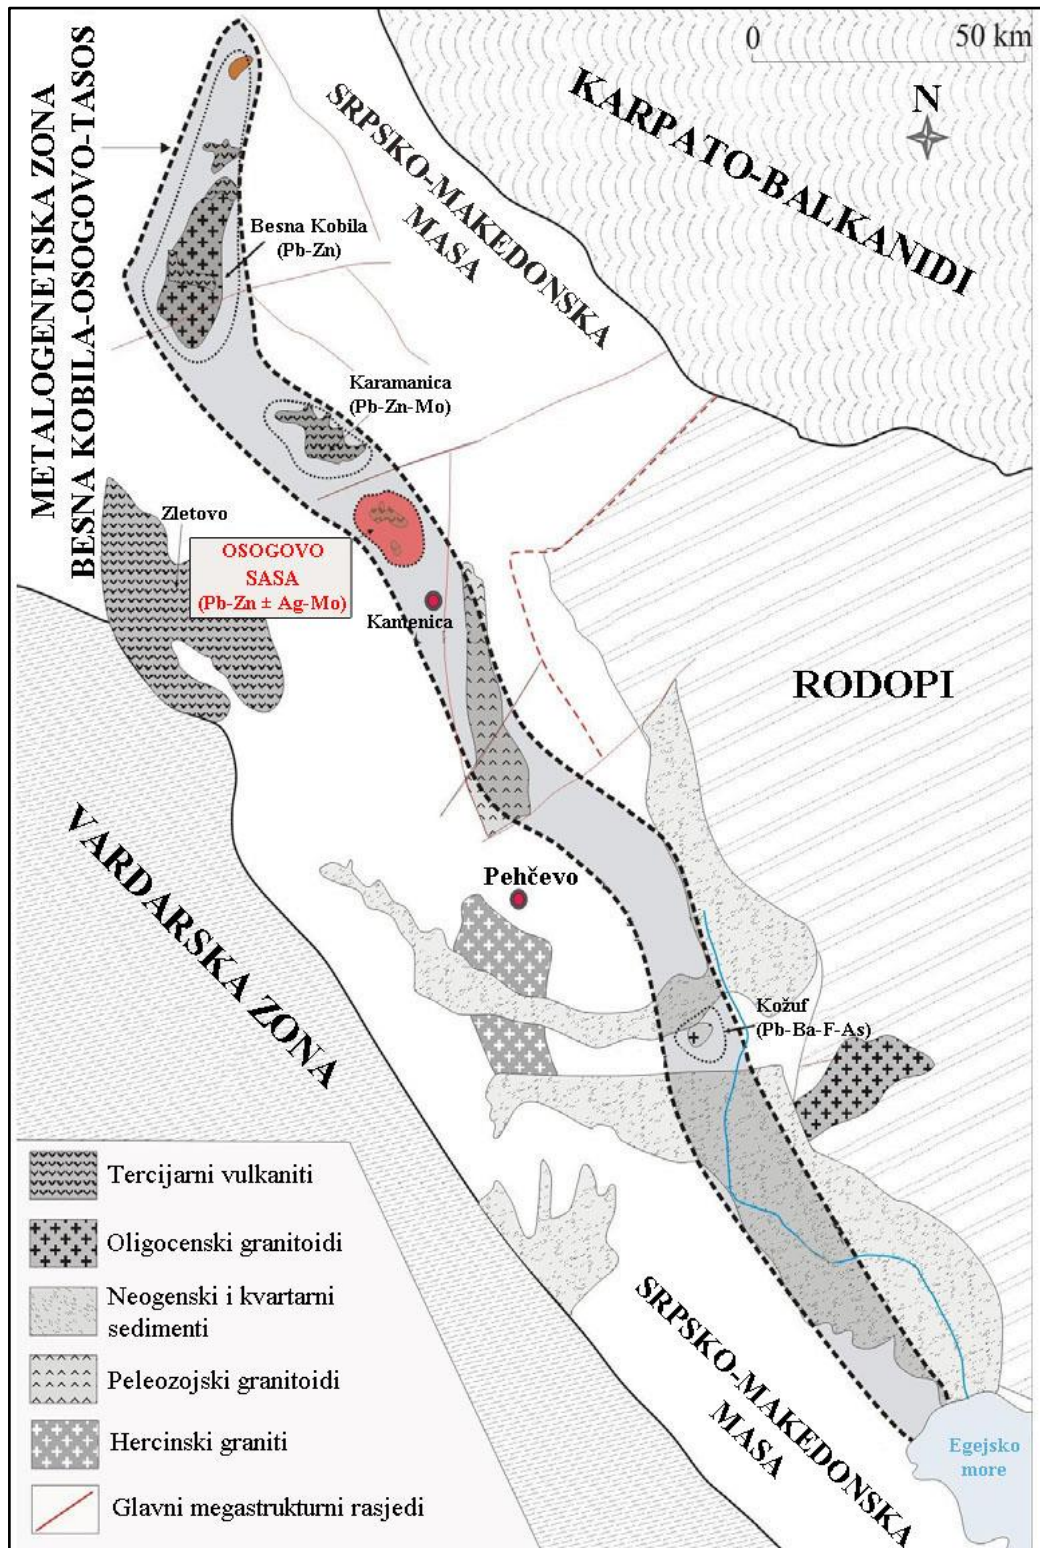 0 50 km
N
METALOGENETSKA ZONA
BESNA KOBILA-OSOGOVO-TASOS
SRPSKO-MAKEDONSKA
MASA
KARPATO-BALKANIDI
Besna Kobila
(Pb-Zn)
Karamanica
(Pb-Zn-Mo)
Zletovo
OSOGOVO
SASA
(Pb-Zn ± Ag-Mo)
Kamenica
RODOPI
VARDARSKA ZONA
Pehčevo
Kožuf
(Pb-Ba-F-As)
SRPSKO-MAKEDONSKA
MASA
Egejsko
more
Tercijarni vulkaniti
Oligocenski granitoidi
Neogenski i kvartarni
sedimenti
Peleozojski granitoidi
Hercinski graniti
Glavni megastrukturni rasjedi